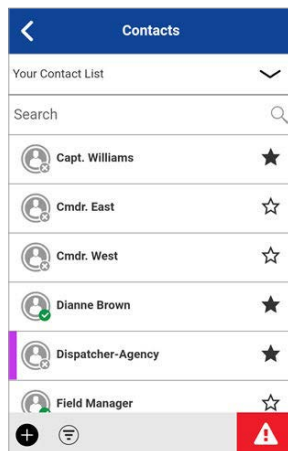 Contacts
Your Contact List
Search
Capt. Williams
Cmdr. East
Cmdr. West
Dianne Brown
Dispatcher-Agency
Field Manager